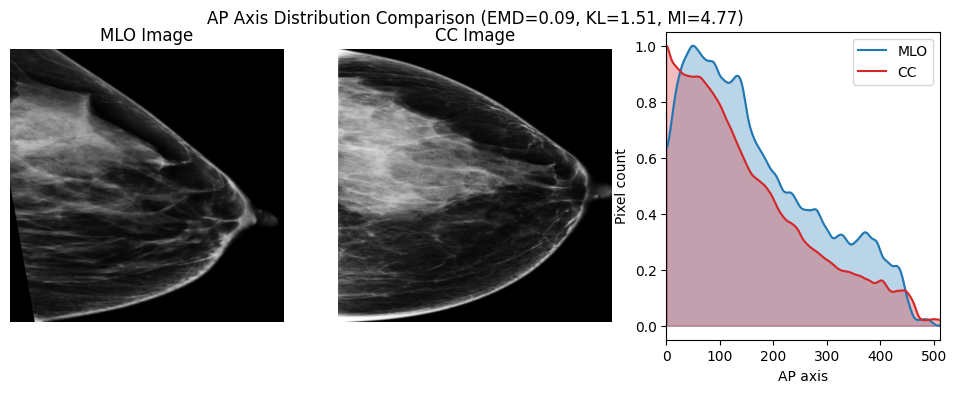 AP Axis Distribution Comparison (EMD=0.09, KL=1.51, MI=4.77)
MLO Image
CC Image
MLO
CC
Pixel count
1.0
0.8
0.6
0.4
0.2
0.0
0 100 200 300 400 500
AP axis